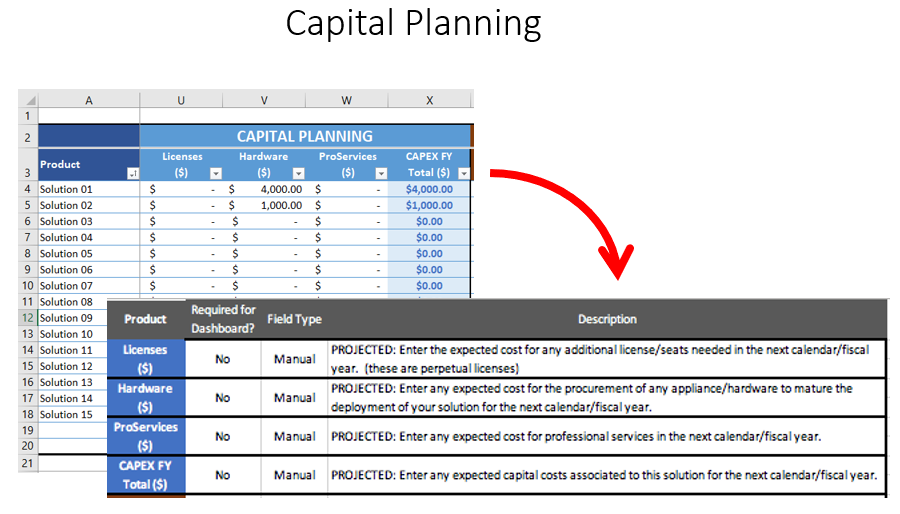 Capital Planning
A U V W X
1
2 CAPITAL PLANNING
Licenses Hardware ProServices CAPEX FY
3 Product ($) ($) ($) Total ($)
4 Solution 01 $ - $ 4,000.00 $ - $4,000.00
5 Solution 02 $ - $ 1,000.00 $ - $1,000.00
6 Solution 03 $ - $ - $ - $0.00
7 Solution 04 $ - $ - $ - $0.00
8 Solution 05 $ - $ - $ - $0.00
9 Solution 06 $ - $ - $ - $0.00
10 Solution 07 $ - $ - $ - $0.00
11 Solution 08
12 Solution 09
13 Solution 10
14 Solution 11
15 Solution 12
16 Solution 13
17 Solution 14
18 Solution 15
19
20
21
Product Required for Field Type Description
Dashboard?
Licenses No Manual PROJECTED: Enter the expected cost for any additional license/seats needed in the next calendar/fiscal
($) year. (these are perpetual licenses)
Hardware No Manual PROJECTED: Enter any expected cost for the procurement of any appliance/hardware to mature the
($) deployment of your solution for the next calendar/fiscal year.
ProServices No Manual PROJECTED: Enter any expected cost for professional services in the next calendar/fiscal year.
($)
CAPEX FY No Manual PROJECTED: Enter any expected capital costs associated to this solution for the next calendar/fiscal year.
Total ($)